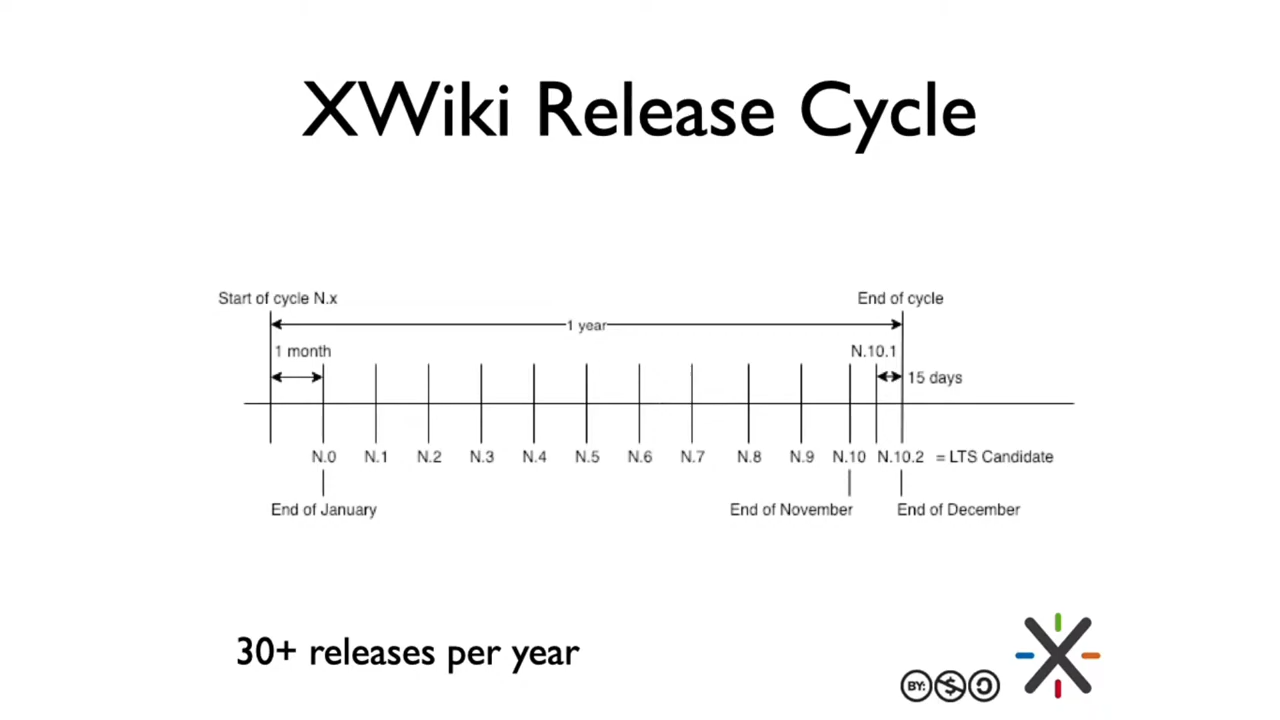 XWiki Release Cycle
Start of cycle N.x
End of cycle
1 year
1 month
N.10.1
15 days
N.0 N.1 N.2 N.3 N.4 N.5 N.6 N.7 N.8 N.9 N.10 N.10.2 = LTS Candidate
End of January
End of November
End of December
30+ releases per year
BY: